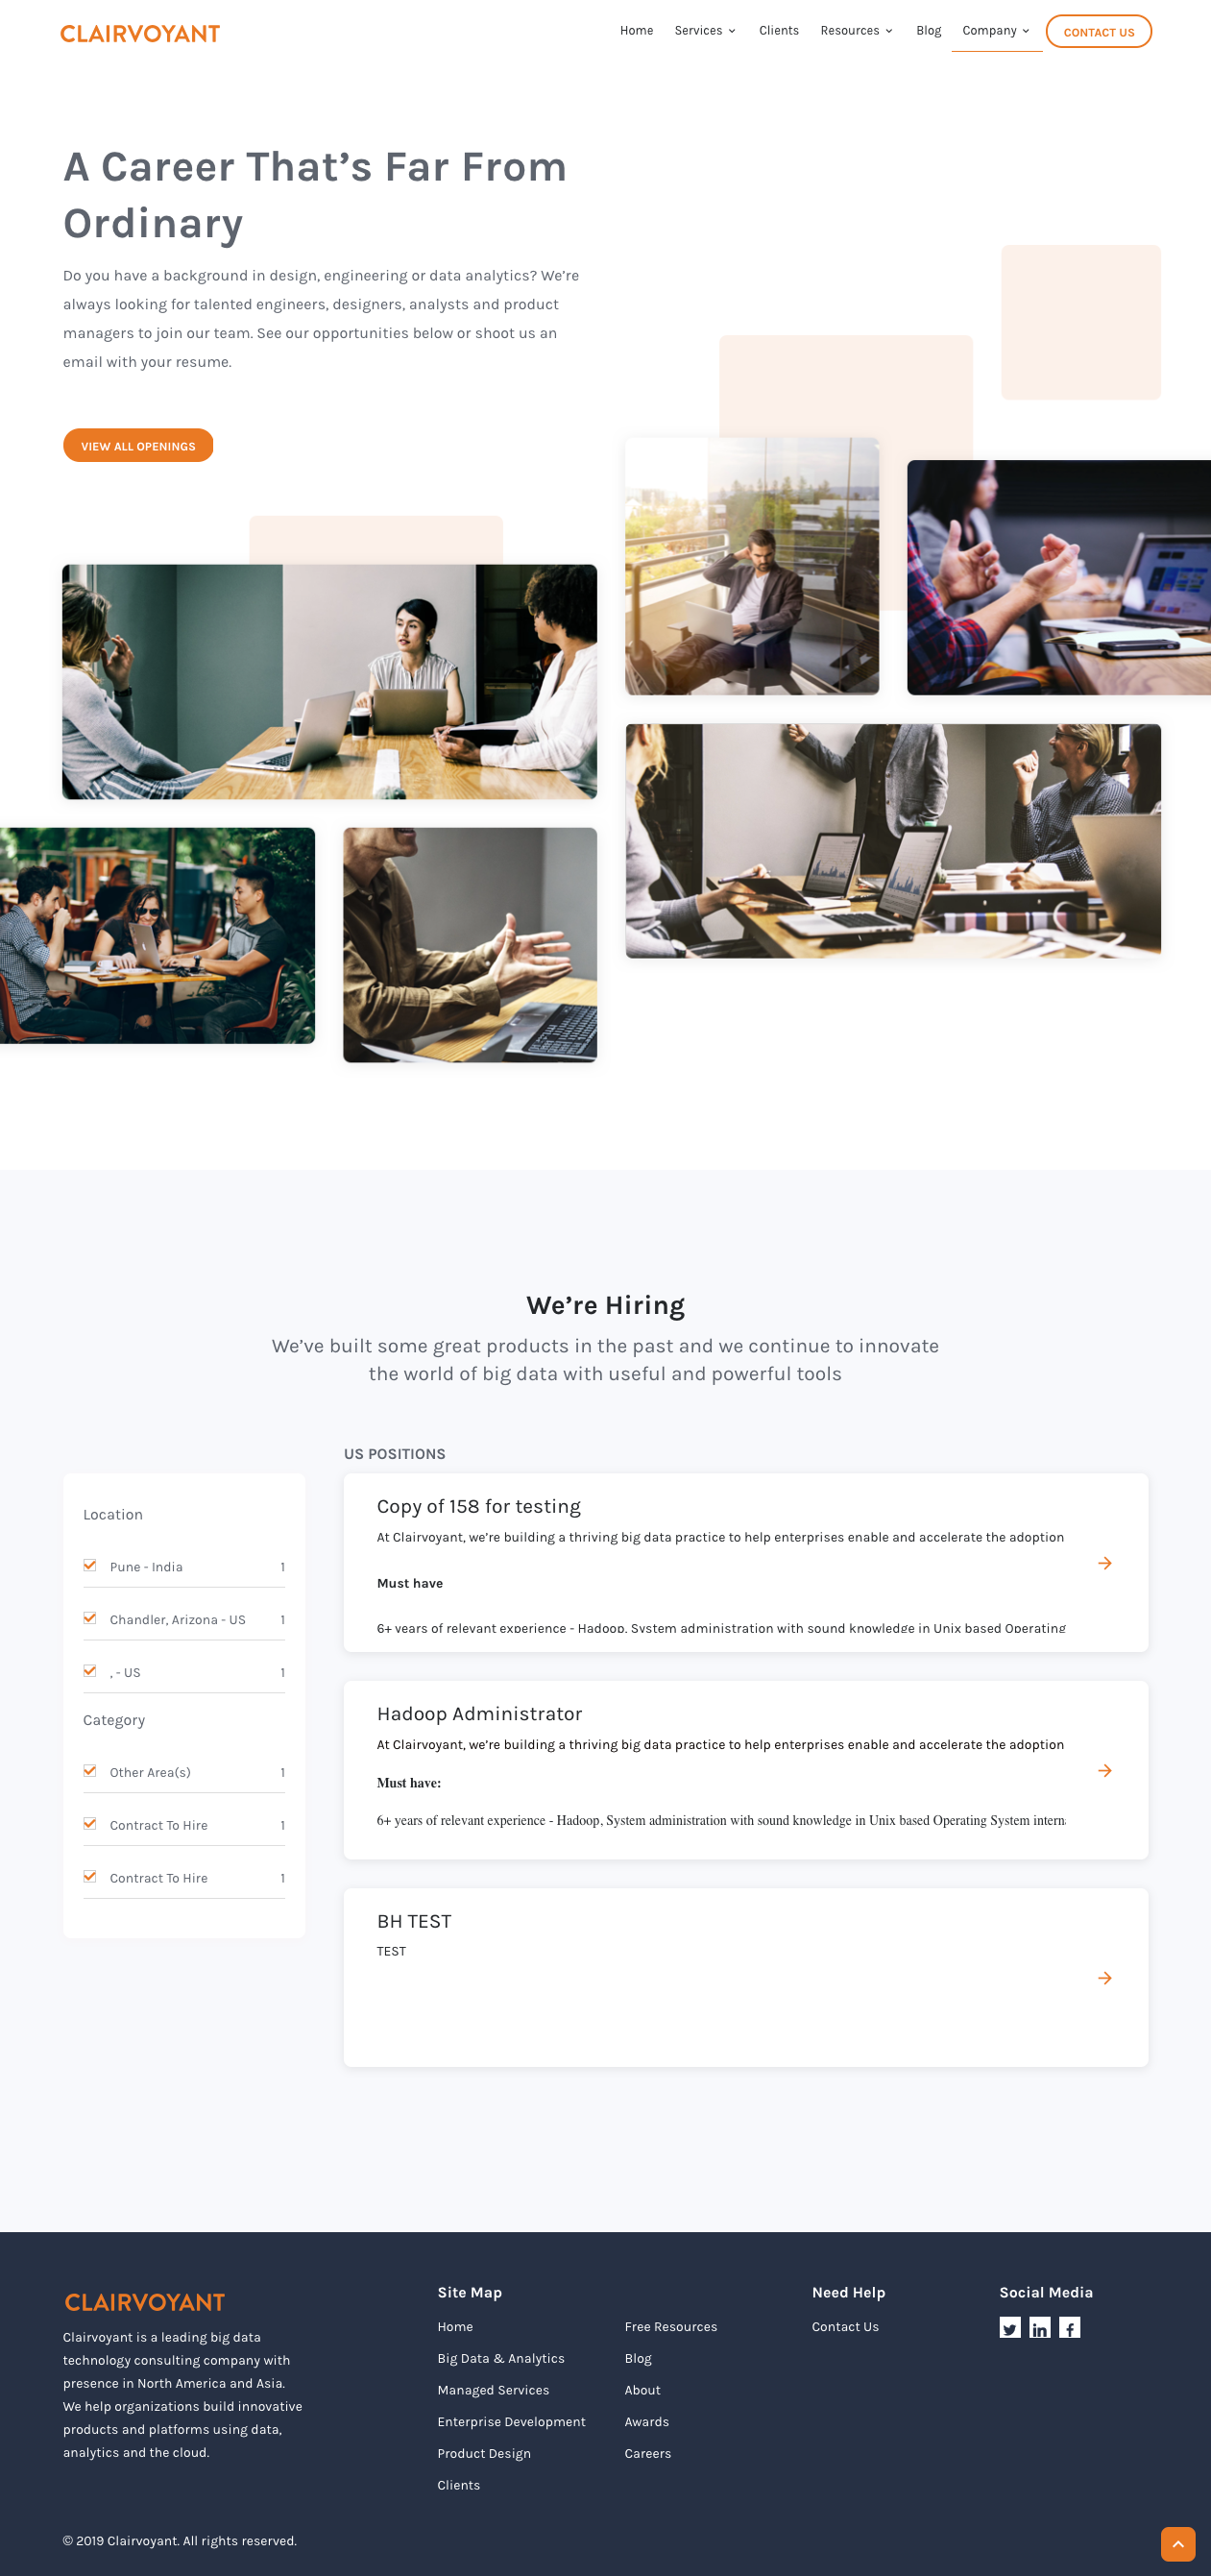 CLAIRVOYANT
Home Services Clients Resources Blog Company CONTACT US
A Career That’s Far From
Ordinary
Do you have a background in design, engineering or data analytics? We’re
always looking for talented engineers, designers, analysts and product
managers to join our team. See our opportunities below or shoot us an
email with your resume.
VIEW ALL OPENINGS
We’re Hiring
We’ve built some great products in the past and we continue to innovate
the world of big data with useful and powerful tools
US POSITIONS
Location
Pune - India 1
Chandler, Arizona - US 1
, - US 1
Category
Other Area(s) 1
Contract To Hire 1
Contract To Hire 1
Copy of 158 for testing
At Clairvoyant, we’re building a thriving big data practice to help enterprises enable and accelerate the adoption
Must have
6+ years of relevant experience - Hadoop, System administration with sound knowledge in Unix based Operating
Hadoop Administrator
At Clairvoyant, we’re building a thriving big data practice to help enterprises enable and accelerate the adoption
Must have:
6+ years of relevant experience - Hadoop, System administration with sound knowledge in Unix based Operating System
BH TEST
TEST
CLAIRVOYANT
Clairvoyant is a leading big data
technology consulting company with
presence in North America and Asia.
We help organizations build innovative
products and platforms using data,
analytics and the cloud.
Site Map
Home
Big Data & Analytics
Managed Services
Enterprise Development
Product Design
Clients
Free Resources
Blog
About
Awards
Careers
Need Help
Contact Us
Social Media
© 2019 Clairvoyant. All rights reserved.